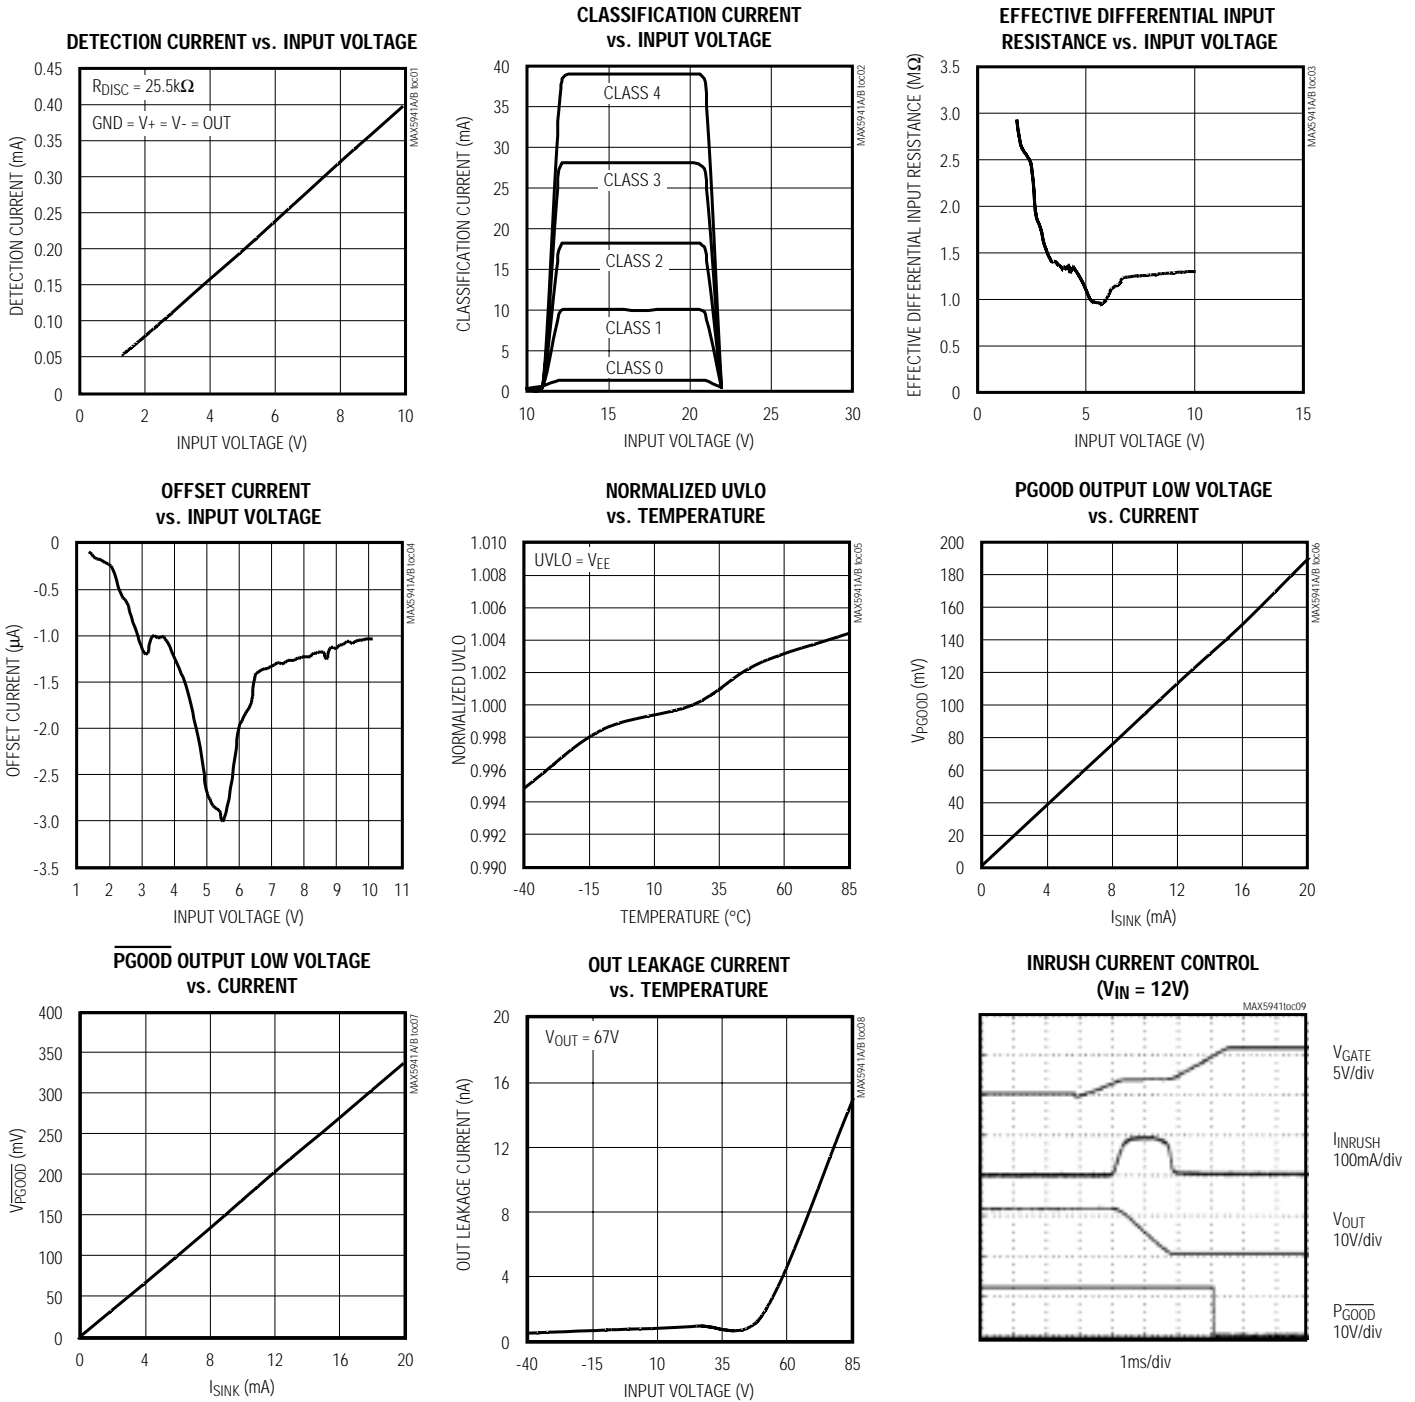 DETECTION CURRENT vs. INPUT VOLTAGE
MAX5941A/B toc01
RDISC = 25.5kΩ
GND = V+ = V- = OUT
DETECTION CURRENT (mA)
0.45
0.40
0.35
0.30
0.25
0.20
0.15
0.10
0.05
0
0 2 4 6 8 10
INPUT VOLTAGE (V)
CLASSIFICATION CURRENT
vs. INPUT VOLTAGE
MAX5941A/B toc02
CLASSIFICATION CURRENT (mA)
40
35
30
25
20
15
10
5
0
CLASS 4
CLASS 3
CLASS 2
CLASS 1
CLASS 0
10 15 20 25 30
INPUT VOLTAGE (V)
EFFECTIVE DIFFERENTIAL INPUT
RESISTANCE vs. INPUT VOLTAGE
MAX5941A/B toc03
EFFECTIVE DIFFERENTIAL INPUT RESISTANCE (MΩ)
3.5
3.0
2.5
2.0
1.5
1.0
0.5
0
0 5 10 15
INPUT VOLTAGE (V)
OFFSET CURRENT
vs. INPUT VOLTAGE
MAX5941A/B toc04
OFFSET CURRENT (μA)
0
-0.5
-1.0
-1.5
-2.0
-2.5
-3.0
-3.5
1 2 3 4 5 6 7 8 9 10 11
INPUT VOLTAGE (V)
NORMALIZED UVLO
vs. TEMPERATURE
MAX5941A/B toc05
UVLO = VEE
NORMALIZED UVLO
1.010
1.008
1.006
1.004
1.002
1.000
0.998
0.996
0.994
0.992
0.990
-40 -15 10 35 60 85
TEMPERATURE (°C)
PGOOD OUTPUT LOW VOLTAGE
vs. CURRENT
MAX5941A/B toc06
VPGOOD (mV)
200
180
160
140
120
100
80
60
40
20
0
0 4 8 12 16 20
ISINK (mA)
PGOOD OUTPUT LOW VOLTAGE
vs. CURRENT
MAX5941A/B toc07
VPGOOD (mV)
400
350
300
250
200
150
100
50
0
0 4 8 12 16 20
ISINK (mA)
OUT LEAKAGE CURRENT
vs. TEMPERATURE
MAX5941A/B toc08
VOUT = 67V
OUT LEAKAGE CURRENT (nA)
20
16
12
8
4
0
-40 -15 10 35 60 85
INPUT VOLTAGE (V)
INRUSH CURRENT CONTROL
(VIN = 12V)
MAX5941toc09
VGATE
5V/div
IINRUSH
100mA/div
VOUT
10V/div
PGOOD
10V/div
1ms/div